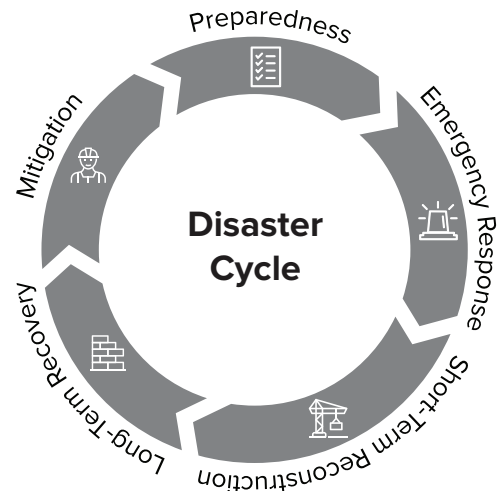 Preparedness
Emergency Response
Short-Term Reconstruction
Long-Term Recovery
Mitigation
Disaster
Cycle